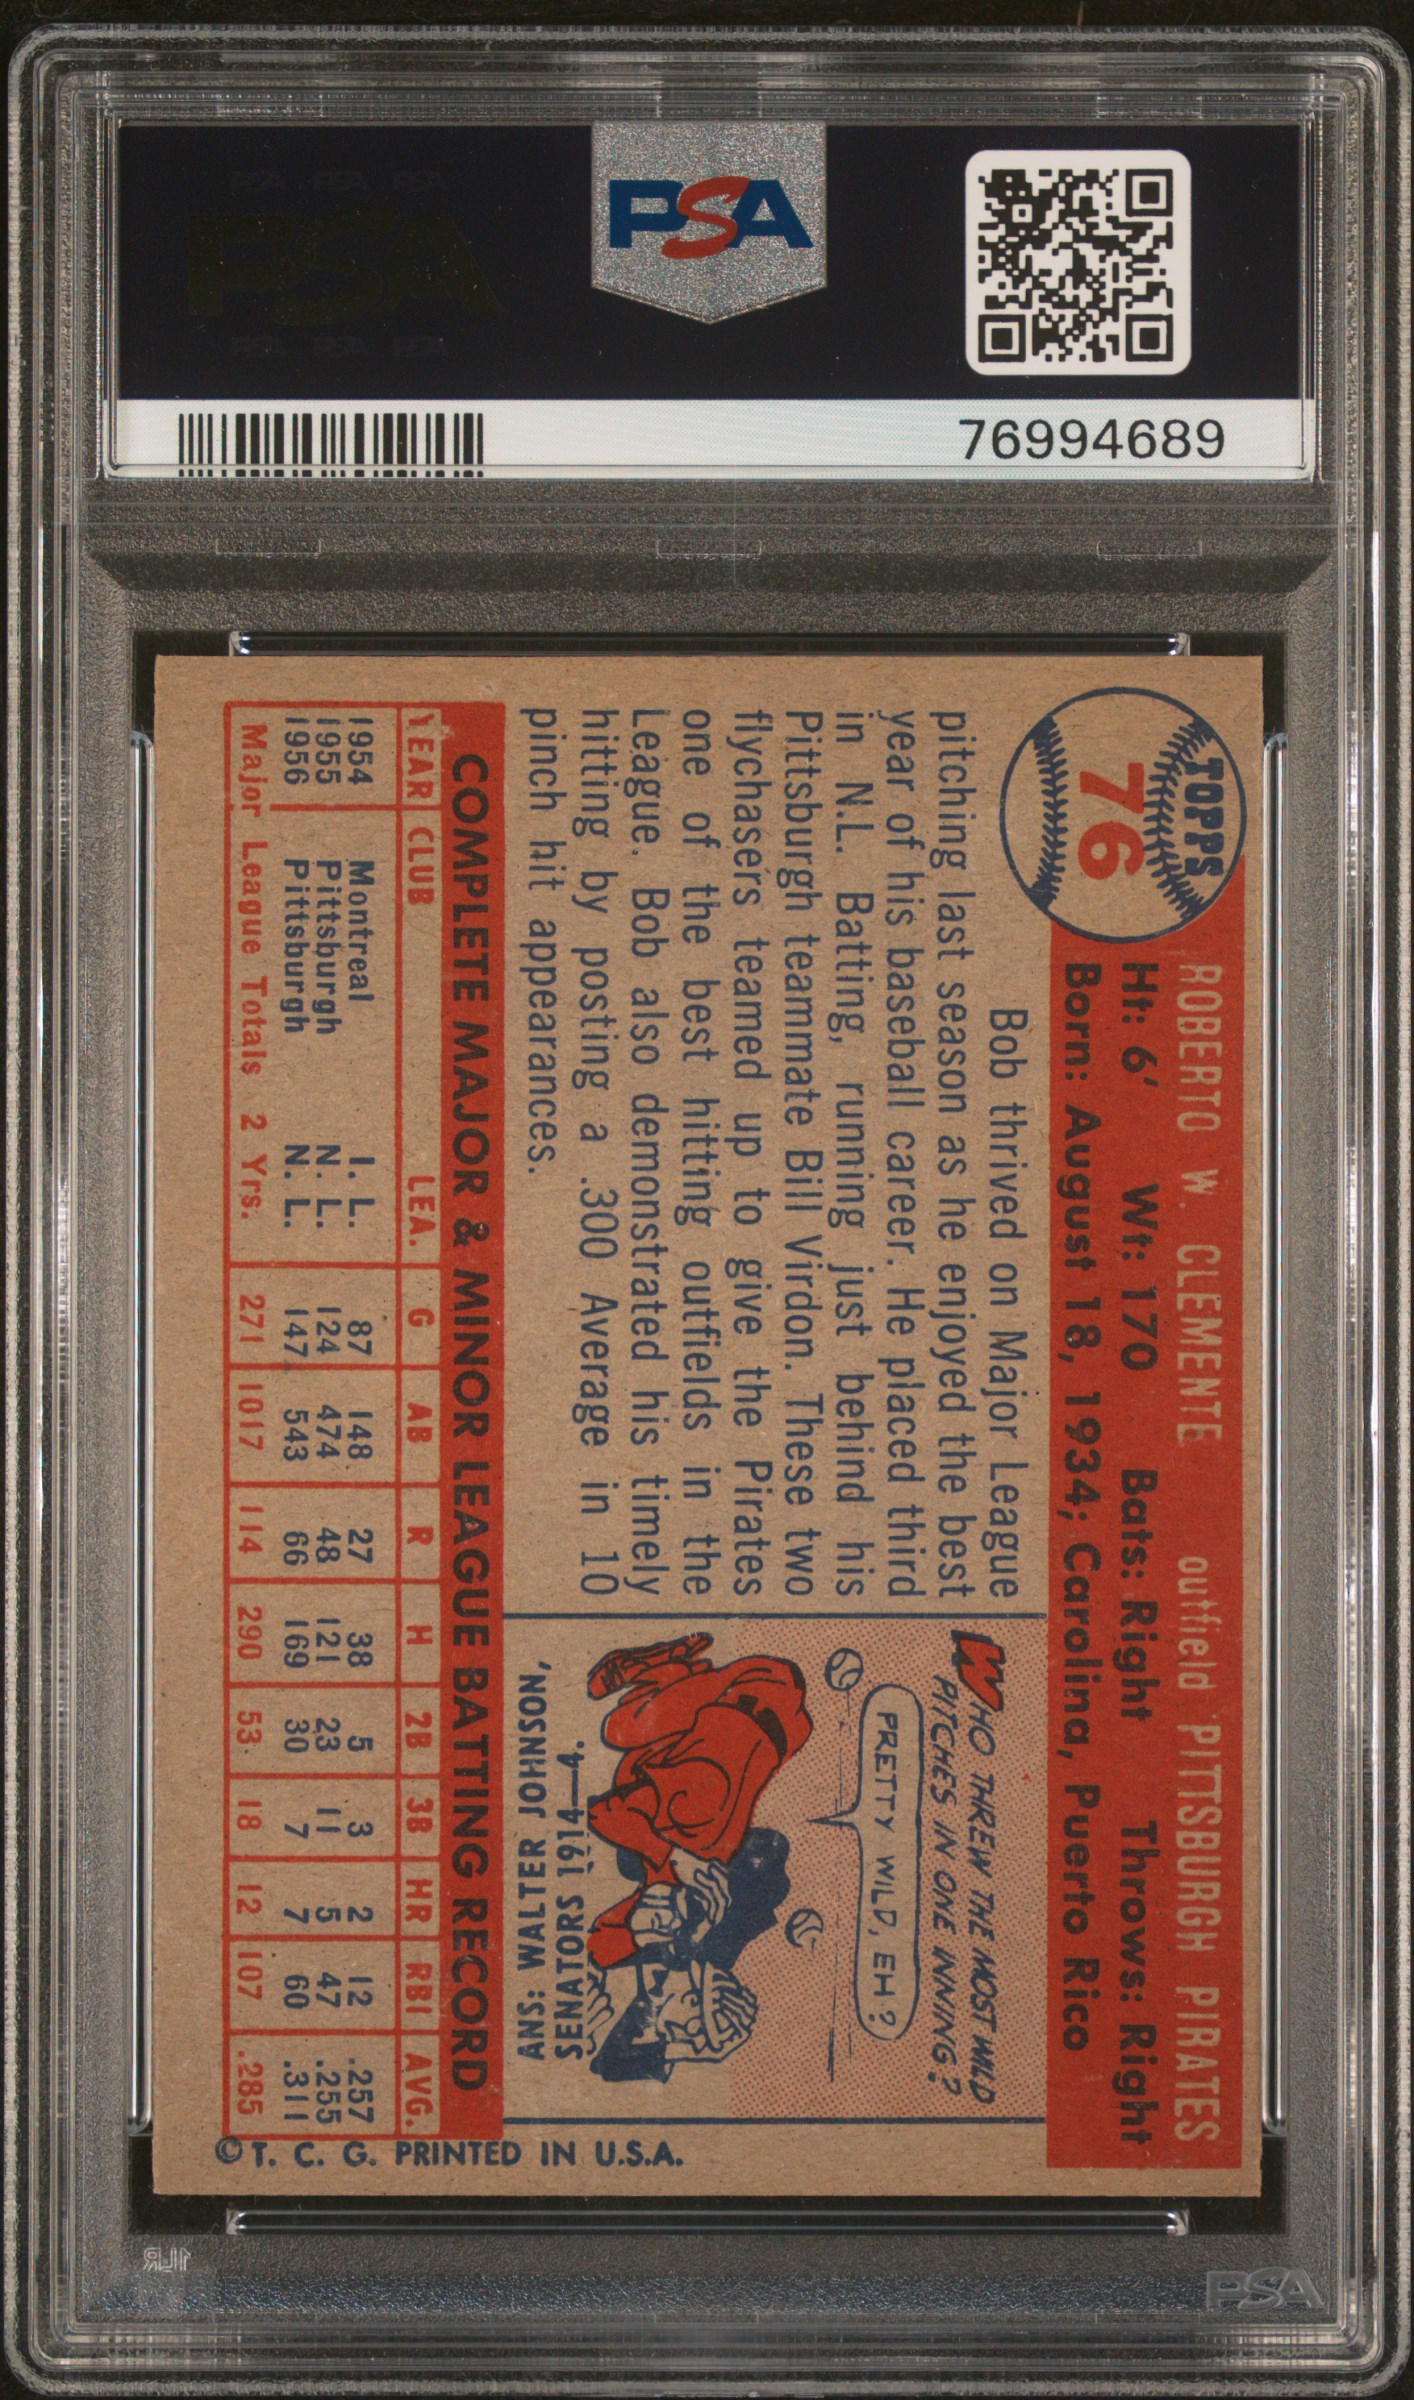 PSA
76994689
TOPPS
76
ROBERTO W. CLEMENTE outfield PITTSBURGH PIRATES
Ht: 6' Wt: 170 Bats: Right Throws: Right
Born: August 18, 1934; Carolina, Puerto Rico
Bob thrived on Major League
pitching last season as he enjoyed the best
year of his baseball career. He placed third
in N.L. Batting, running just behind his
Pittsburgh teammate Bill Virdon. These two
flychasers teamed up to give the Pirates
one of the best hitting outfields in the
League. Bob also demonstrated his timely
hitting by posting a .300 Average in 10
pinch hit appearances.
WHO THREW THE MOST WILD
PITCHES IN ONE INNING?
PRETTY WILD, EH?
ANS: WALTER JOHNSON,
SENATORS 1914—4.
COMPLETE MAJOR & MINOR LEAGUE BATTING RECORD
YEAR CLUB LEA. G AB R H 2B 3B HR RBI AVG.
1954 Montreal I. L. 87 148 27 38 5 3 2 12 .257
1955 Pittsburgh N. L. 124 474 48 121 23 11 5 47 .255
1956 Pittsburgh N. L. 147 543 66 169 30 7 7 60 .311
Major League Totals 2 Yrs. 271 1017 114 290 53 18 12 107 .285
© T. C. G. PRINTED IN U.S.A.
PSA